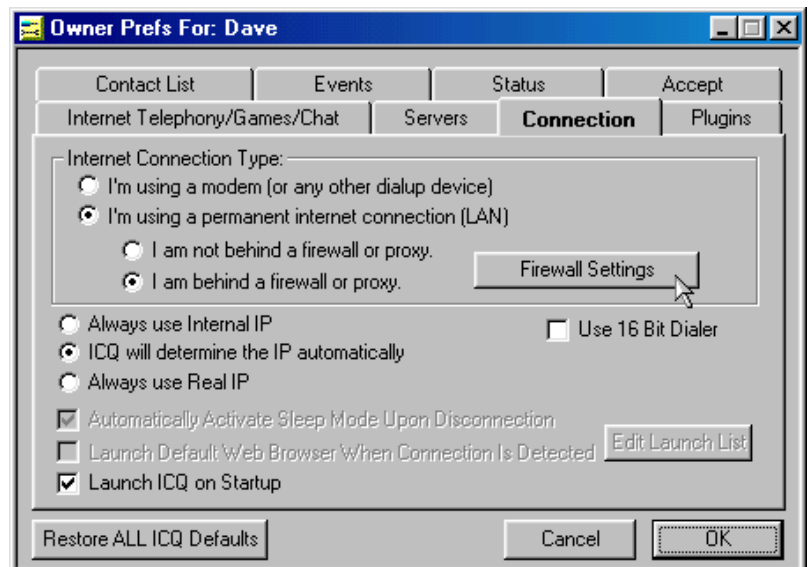 Owner Prefs For: Dave
Contact List Events Status Accept
Internet Telephony/Games/Chat Servers Connection Plugins
Internet Connection Type:
I'm using a modem (or any other dialup device)
I'm using a permanent internet connection (LAN)
I am not behind a firewall or proxy.
Firewall Settings
I am behind a firewall or proxy.
Always use Internal IP
Use 16 Bit Dialer
ICQ will determine the IP automatically
Always use Real IP
Automatically Activate Sleep Mode Upon Disconnection
Launch Default Web Browser When Connection Is Detected
Edit Launch List
Launch ICQ on Startup
Restore ALL ICQ Defaults Cancel OK